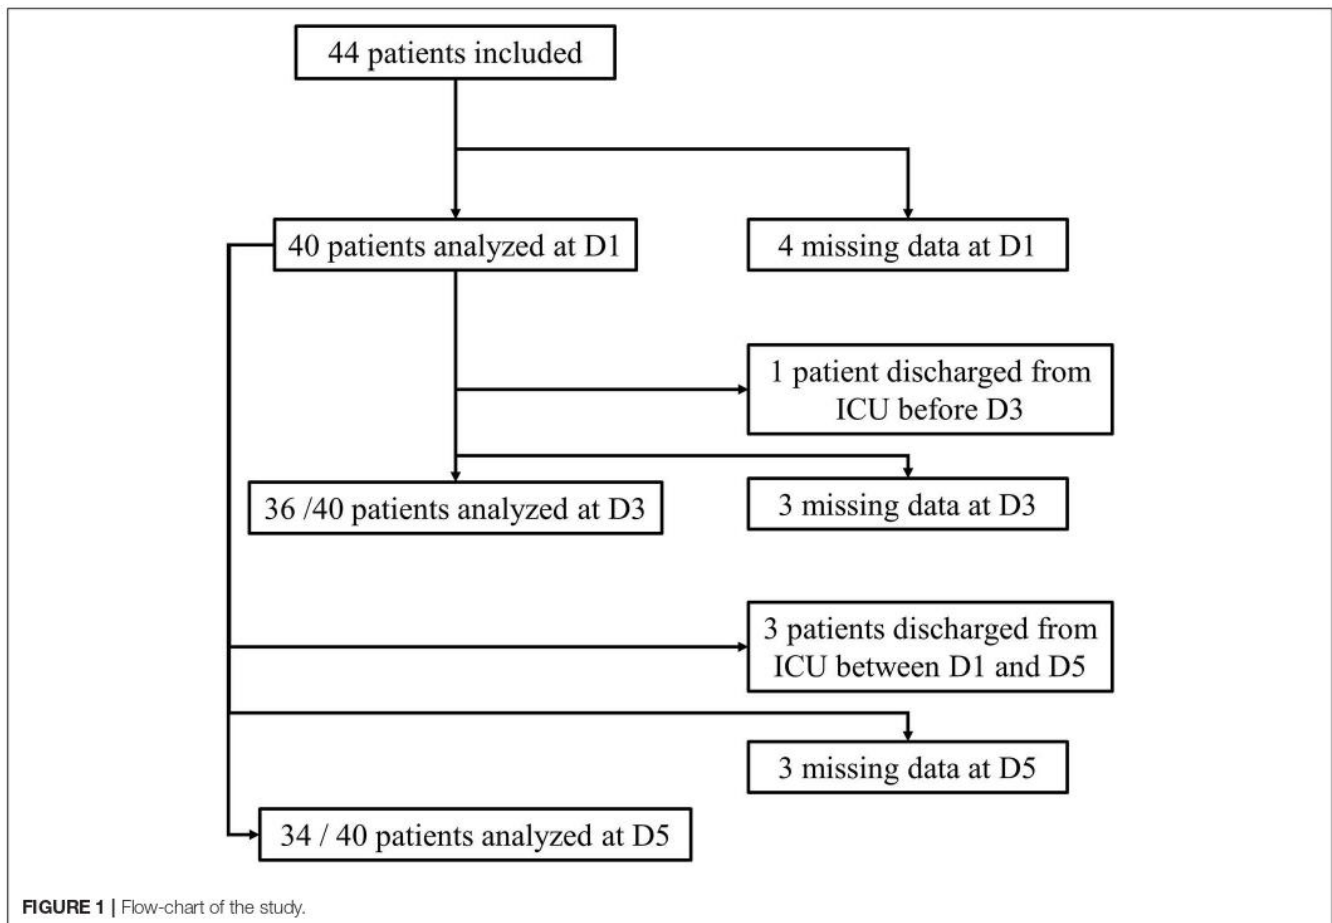 44 patients included
40 patients analyzed at D1
4 missing data at D1
1 patient discharged from
ICU before D3
36 /40 patients analyzed at D3
3 missing data at D3
3 patients discharged from
ICU between D1 and D5
3 missing data at D5
34 / 40 patients analyzed at D5
FIGURE 1 | Flow-chart of the study.